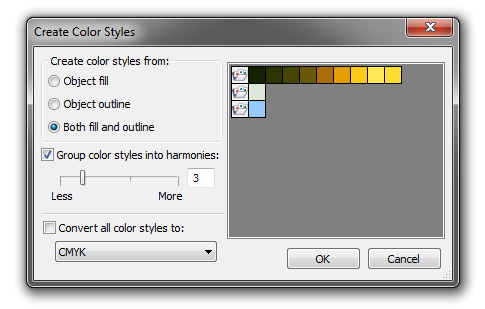 Create Color Styles
Create color styles from:
Object fill
Object outline
Both fill and outline
Group color styles into harmonies:
3
Less More
Convert all color styles to:
CMYK
OK Cancel